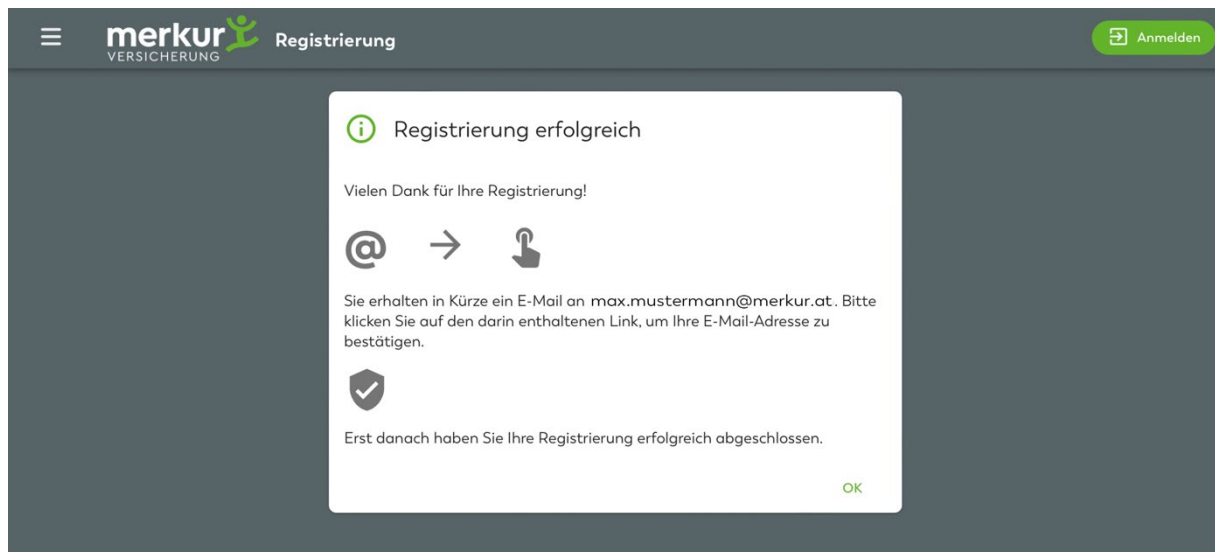 merkur
VERSICHERUNG
Registrierung
Anmelden
Registrierung erfolgreich
Vielen Dank für Ihre Registrierung!
@
Sie erhalten in Kürze ein E-Mail an max.mustermann@merkur.at. Bitte
klicken Sie auf den darin enthaltenen Link, um Ihre E-Mail-Adresse zu
bestätigen.
Erst danach haben Sie Ihre Registrierung erfolgreich abgeschlossen.
OK